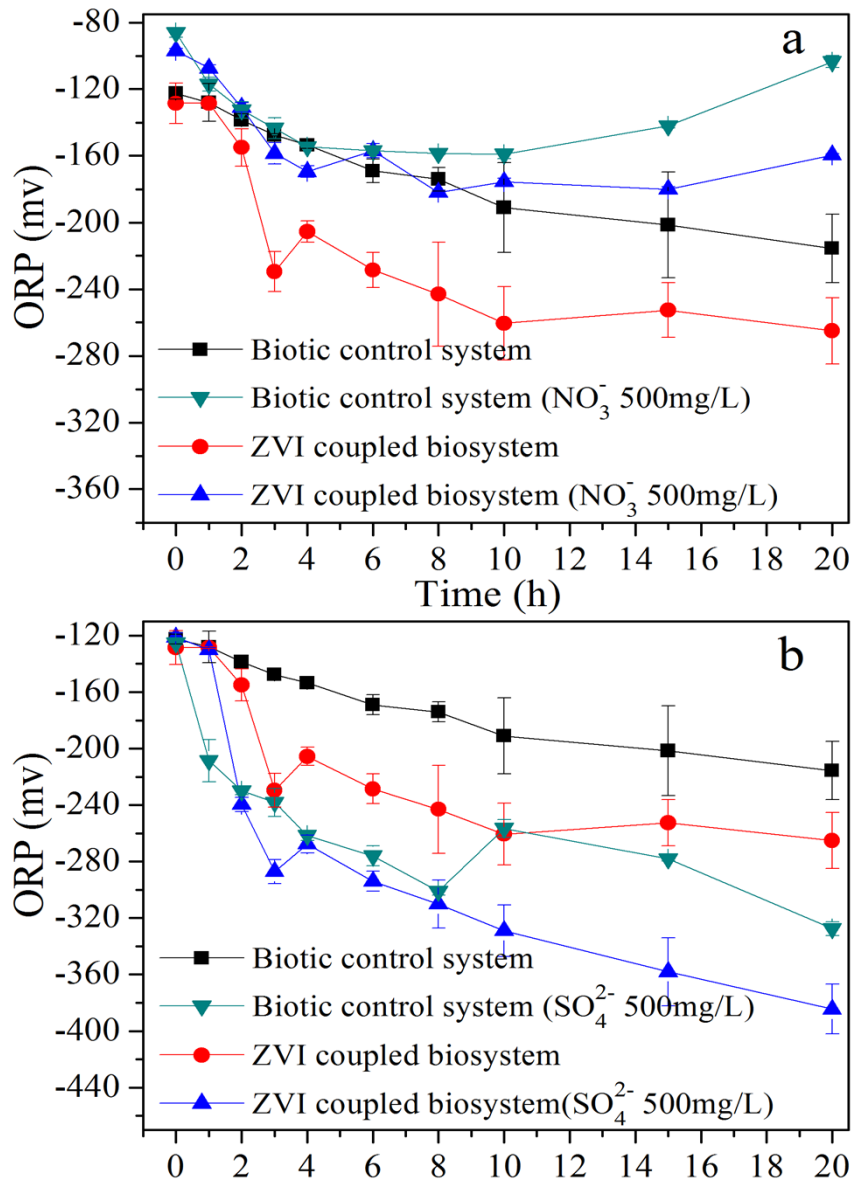 a
-80
-120
-160
-200
-240
-280
-320
-360
ORP (mv)
Biotic control system
Biotic control system (NO₃⁻ 500mg/L)
ZVI coupled biosystem
ZVI coupled biosystem (NO₃⁻ 500mg/L)
0 2 4 6 8 10 12 14 16 18 20
Time (h)
b
-120
-160
-200
-240
-280
-320
-360
-400
-440
ORP (mv)
Biotic control system
Biotic control system (SO₄²⁻ 500mg/L)
ZVI coupled biosystem
ZVI coupled biosystem(SO₄²⁻ 500mg/L)
0 2 4 6 8 10 12 14 16 18 20